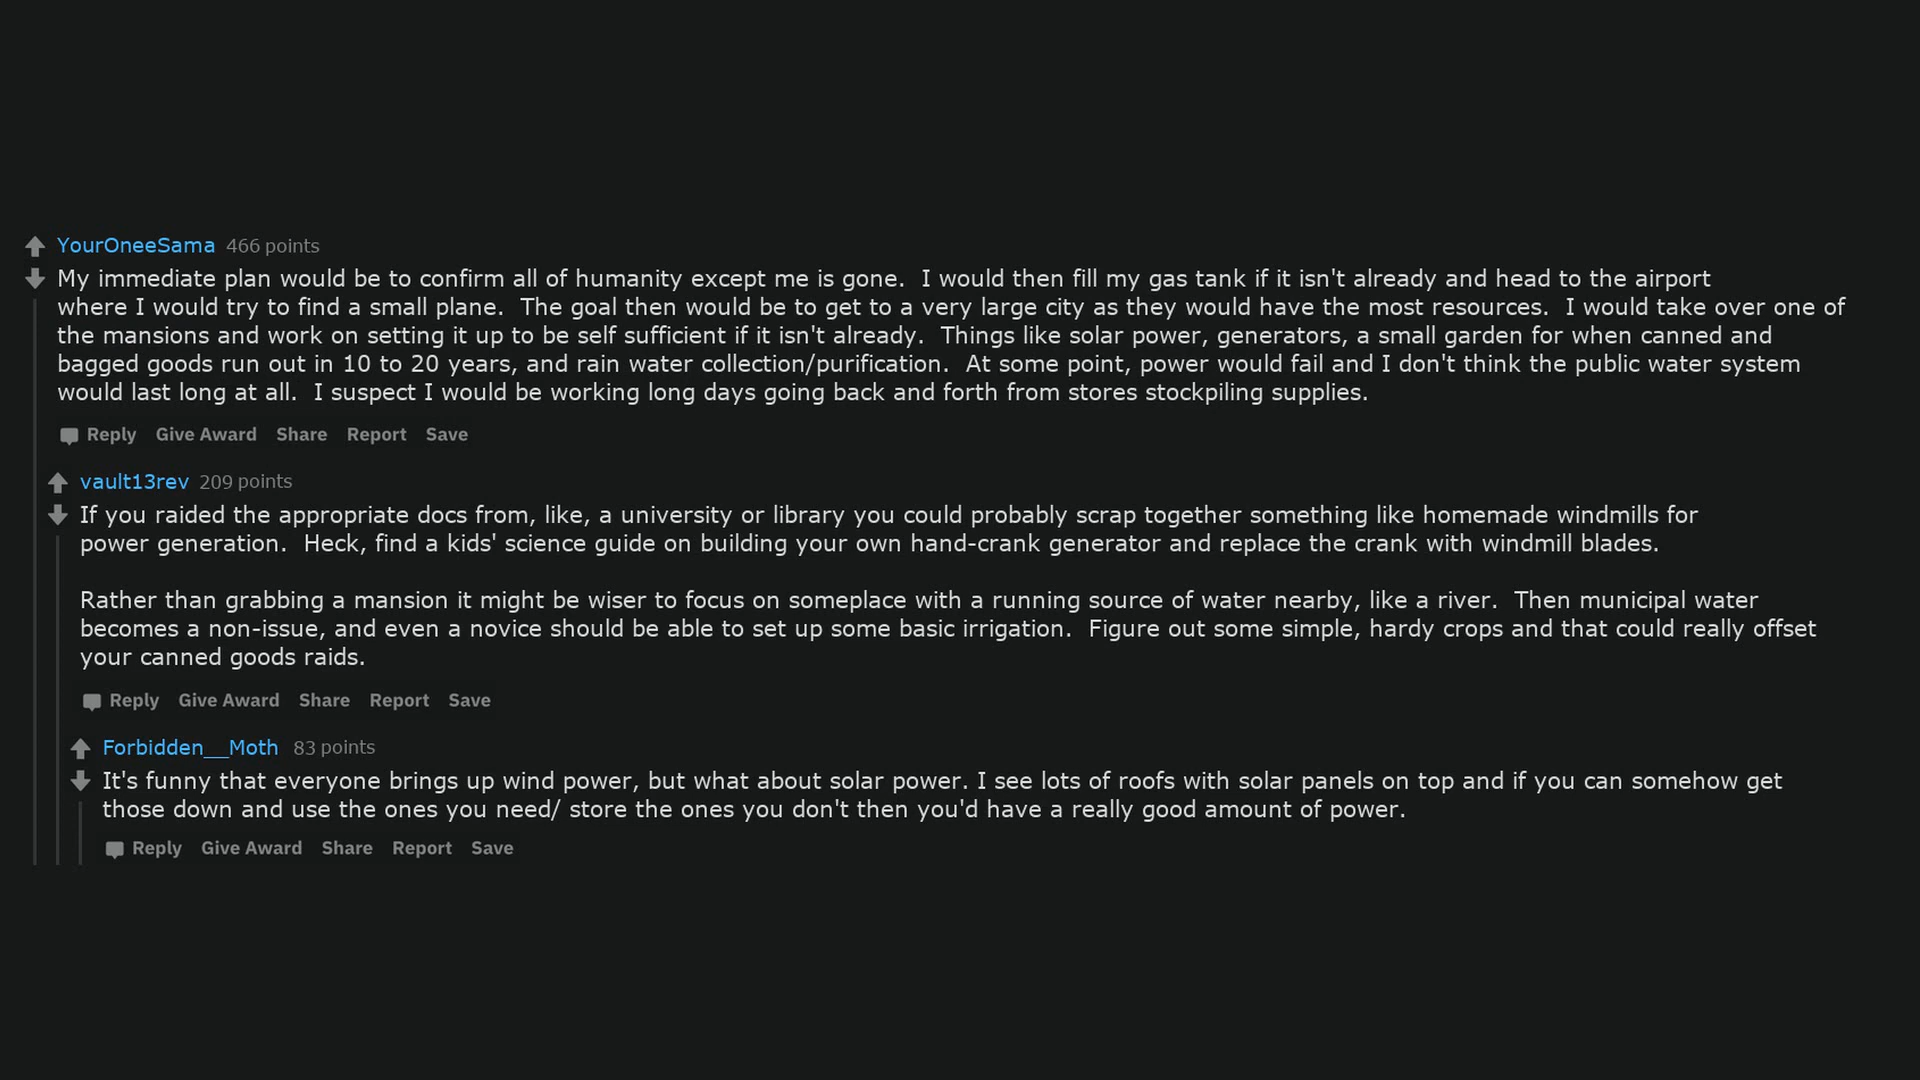 YourOneeSama 466 points
My immediate plan would be to confirm all of humanity except me is gone.  I would then fill my gas tank if it isn't already and head to the airport
where I would try to find a small plane.  The goal then would be to get to a very large city as they would have the most resources.  I would take over one of
the mansions and work on setting it up to be self sufficient if it isn't already.  Things like solar power, generators, a small garden for when canned and
bagged goods run out in 10 to 20 years, and rain water collection/purification.  At some point, power would fail and I don't think the public water system
would last long at all.  I suspect I would be working long days going back and forth from stores stockpiling supplies.
Reply Give Award Share Report Save
vault13rev 209 points
If you raided the appropriate docs from, like, a university or library you could probably scrap together something like homemade windmills for
power generation.  Heck, find a kids' science guide on building your own hand-crank generator and replace the crank with windmill blades.
Rather than grabbing a mansion it might be wiser to focus on someplace with a running source of water nearby, like a river.  Then municipal water
becomes a non-issue, and even a novice should be able to set up some basic irrigation.  Figure out some simple, hardy crops and that could really offset
your canned goods raids.
Reply Give Award Share Report Save
Forbidden__Moth 83 points
It's funny that everyone brings up wind power, but what about solar power. I see lots of roofs with solar panels on top and if you can somehow get
those down and use the ones you need/ store the ones you don't then you'd have a really good amount of power.
Reply Give Award Share Report Save